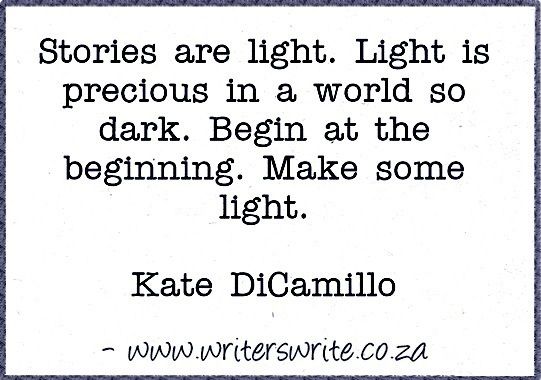 Stories are light. Light is
precious in a world so
dark. Begin at the
beginning. Make some
light.
Kate DiCamillo
- www.writerswrite.co.za